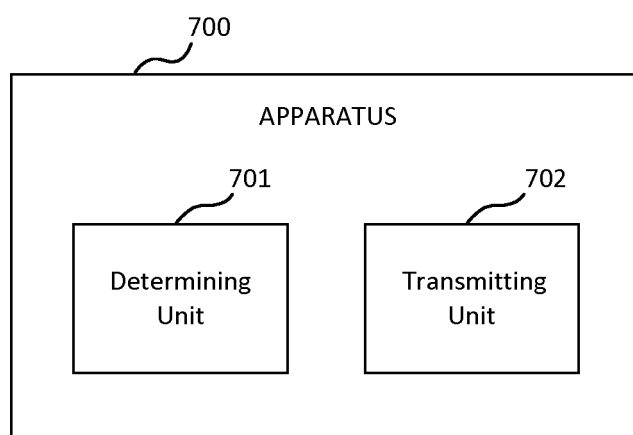 700
APPARATUS
701
702
Determining
Unit
Transmitting
Unit